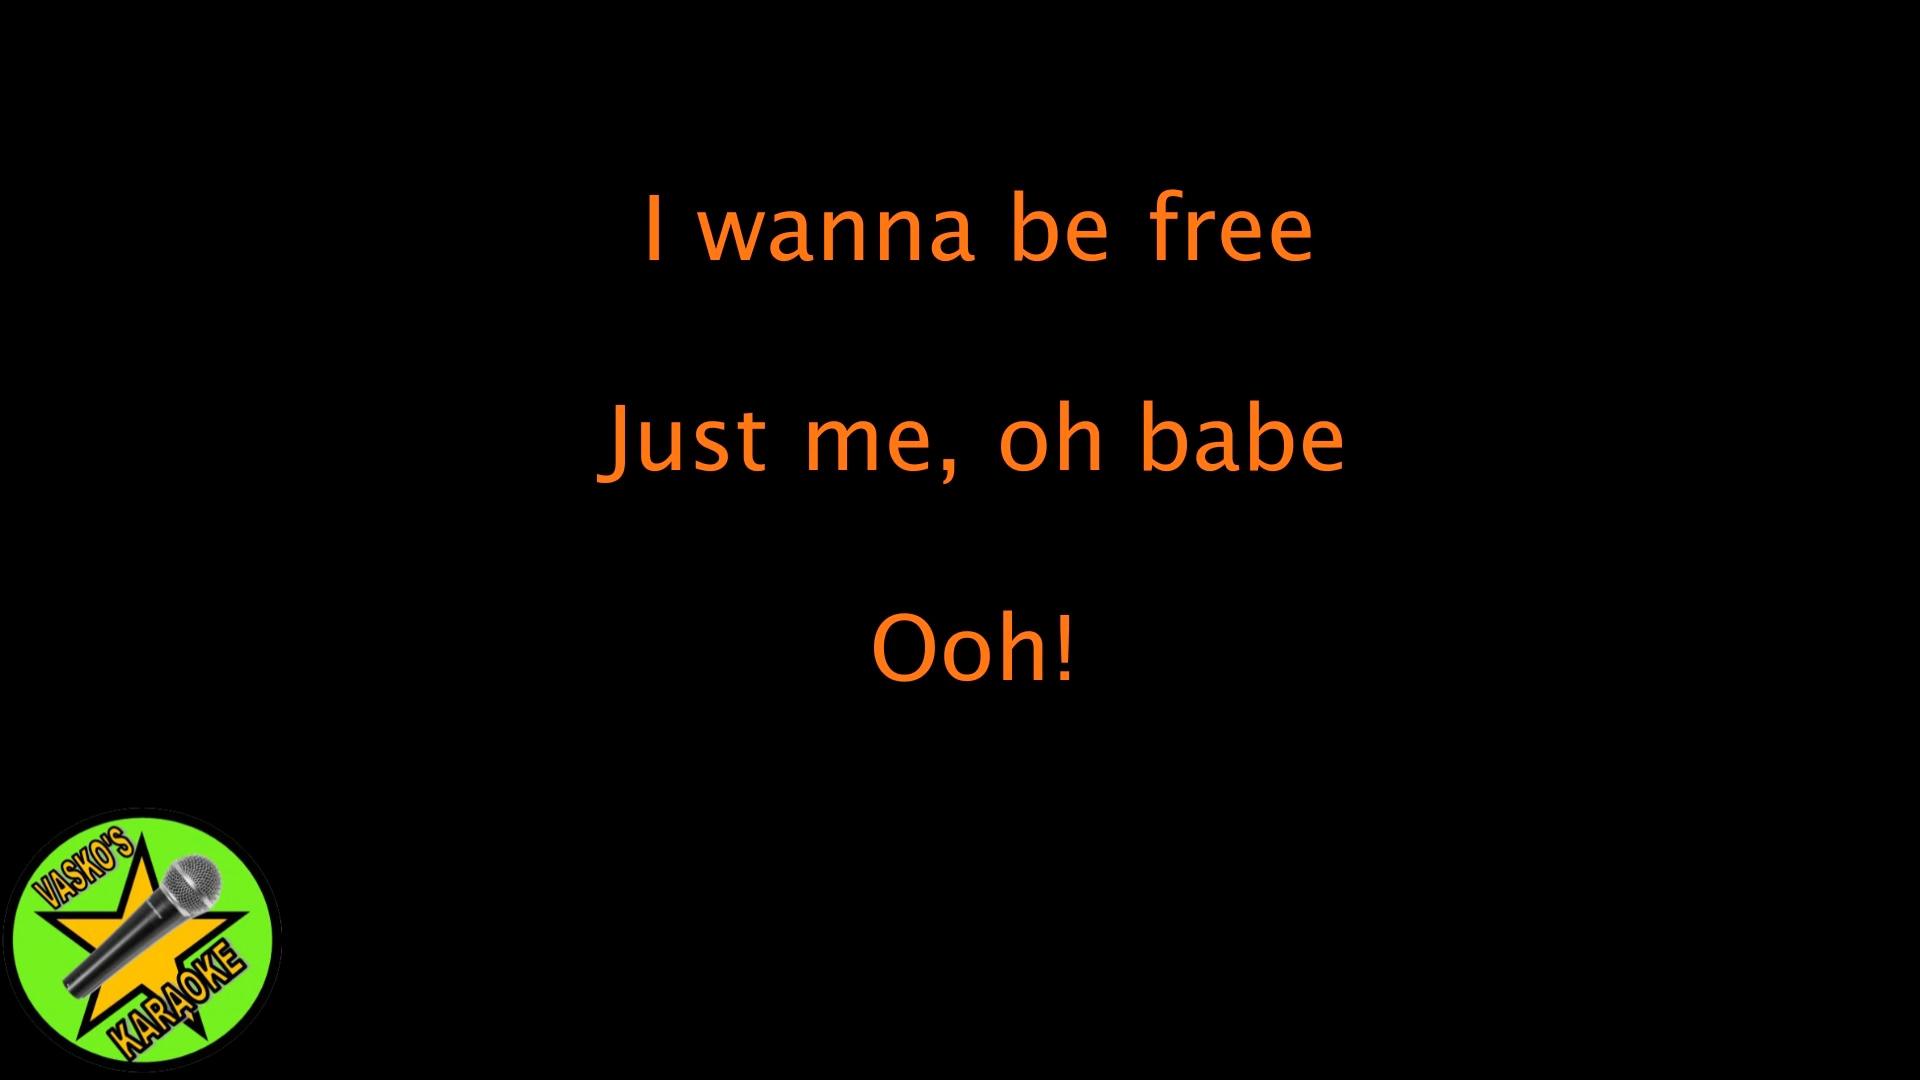 I wanna be free
Just me, oh babe
Ooh!
VASKO'S
KARAOKE